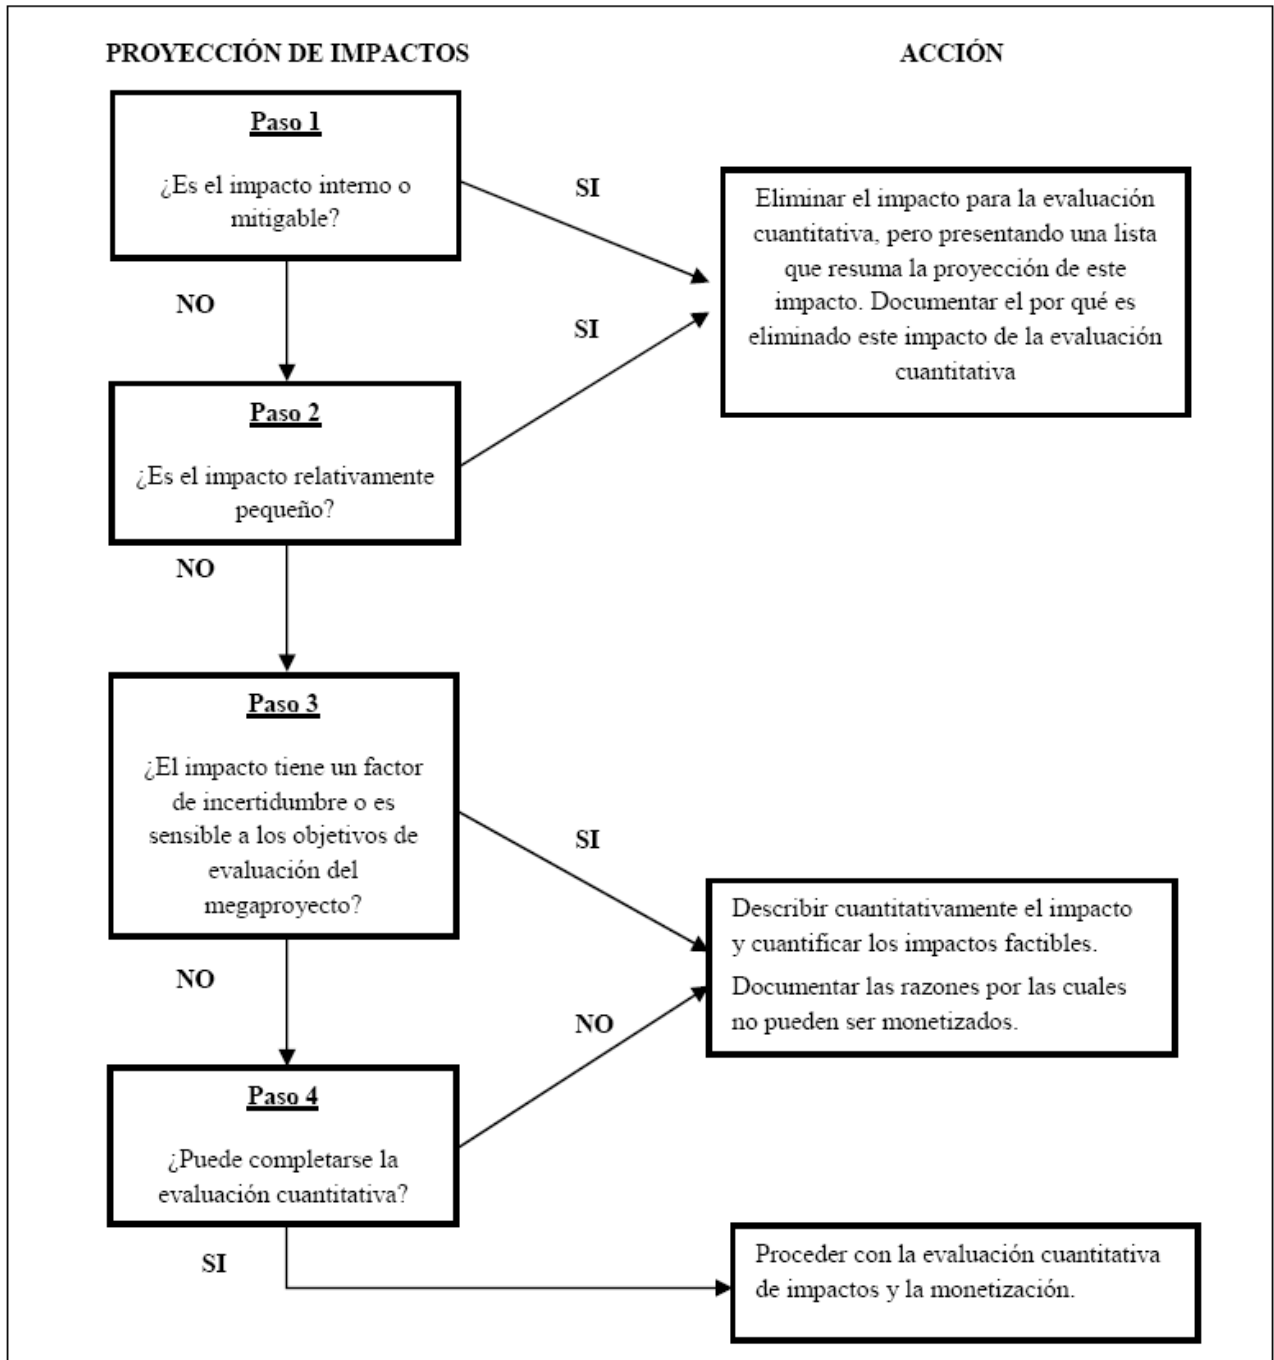 PROYECCIÓN DE IMPACTOS
ACCIÓN
Paso 1
¿Es el impacto interno o
mitigable?
SI
Eliminar el impacto para la evaluación
cuantitativa, pero presentando una lista
que resuma la proyección de este
impacto. Documentar el por qué es
eliminado este impacto de la evaluación
cuantitativa
NO
SI
Paso 2
¿Es el impacto relativamente
pequeño?
NO
Paso 3
¿El impacto tiene un factor
de incertidumbre o es
sensible a los objetivos de
evaluación del
megaproyecto?
SI
Describir cuantitativamente el impacto
y cuantificar los impactos factibles.
Documentar las razones por las cuales
no pueden ser monetizados.
NO
NO
Paso 4
¿Puede completarse la
evaluación cuantitativa?
SI
Proceder con la evaluación cuantitativa
de impactos y la monetización.